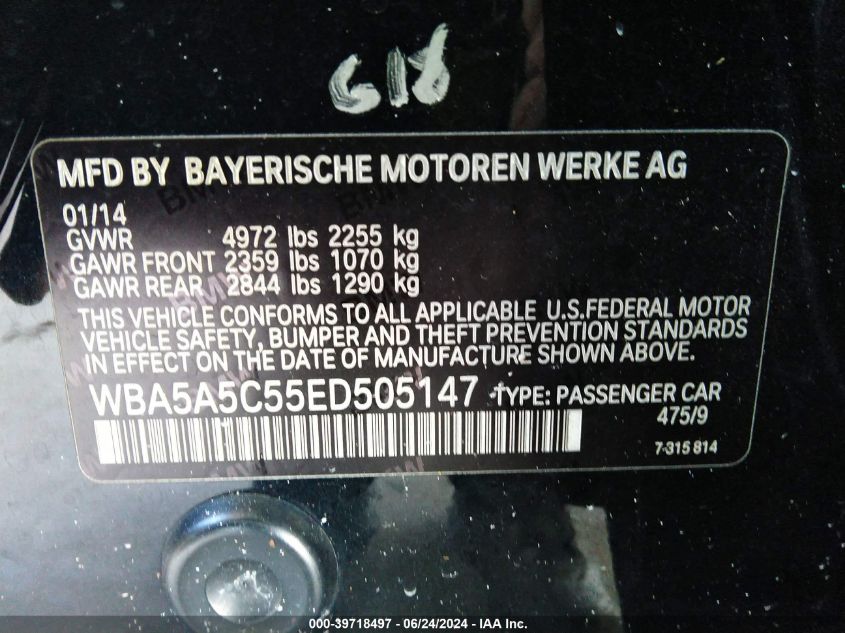 G18
MFD BY BAYERISCHE MOTOREN WERKE AG
01/14
GVWR 4972 lbs 2255 kg
GAWR FRONT 2359 lbs 1070 kg
GAWR REAR 2844 lbs 1290 kg
THIS VEHICLE CONFORMS TO ALL APPLICABLE U.S.FEDERAL MOTOR
VEHICLE SAFETY, BUMPER AND THEFT PREVENTION STANDARDS
IN EFFECT ON THE DATE OF MANUFACTURE SHOWN ABOVE.
WBA5A5C55ED505147 TYPE: PASSENGER CAR
475/9
7-315 814
000-39718497 - 06/24/2024 - IAA Inc.